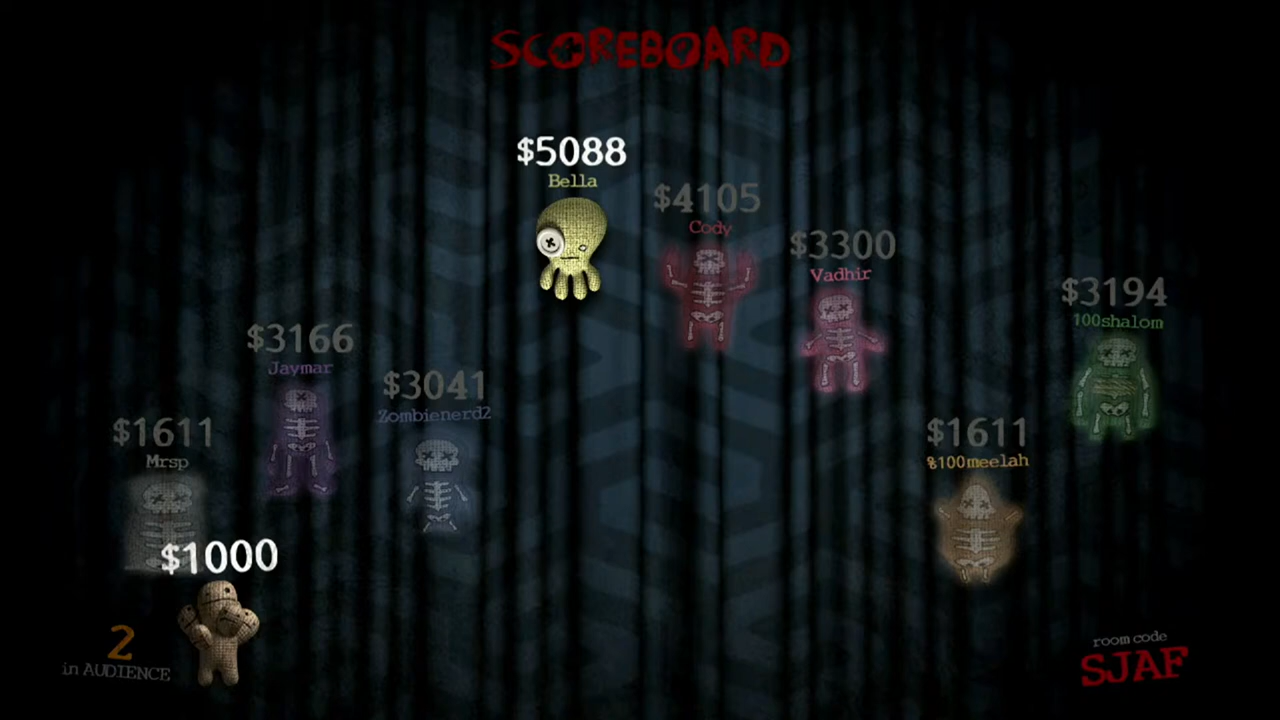 SCOREBOARD
$5088
Bella
$4105
Cody
$3300
Vadhir
$3194
100shalom
$3166
Jaymar
$3041
Zombienerd2
$1611
Mrsp
$1611
%100meelah
$1000
2
in AUDIENCE
room code
SJAF